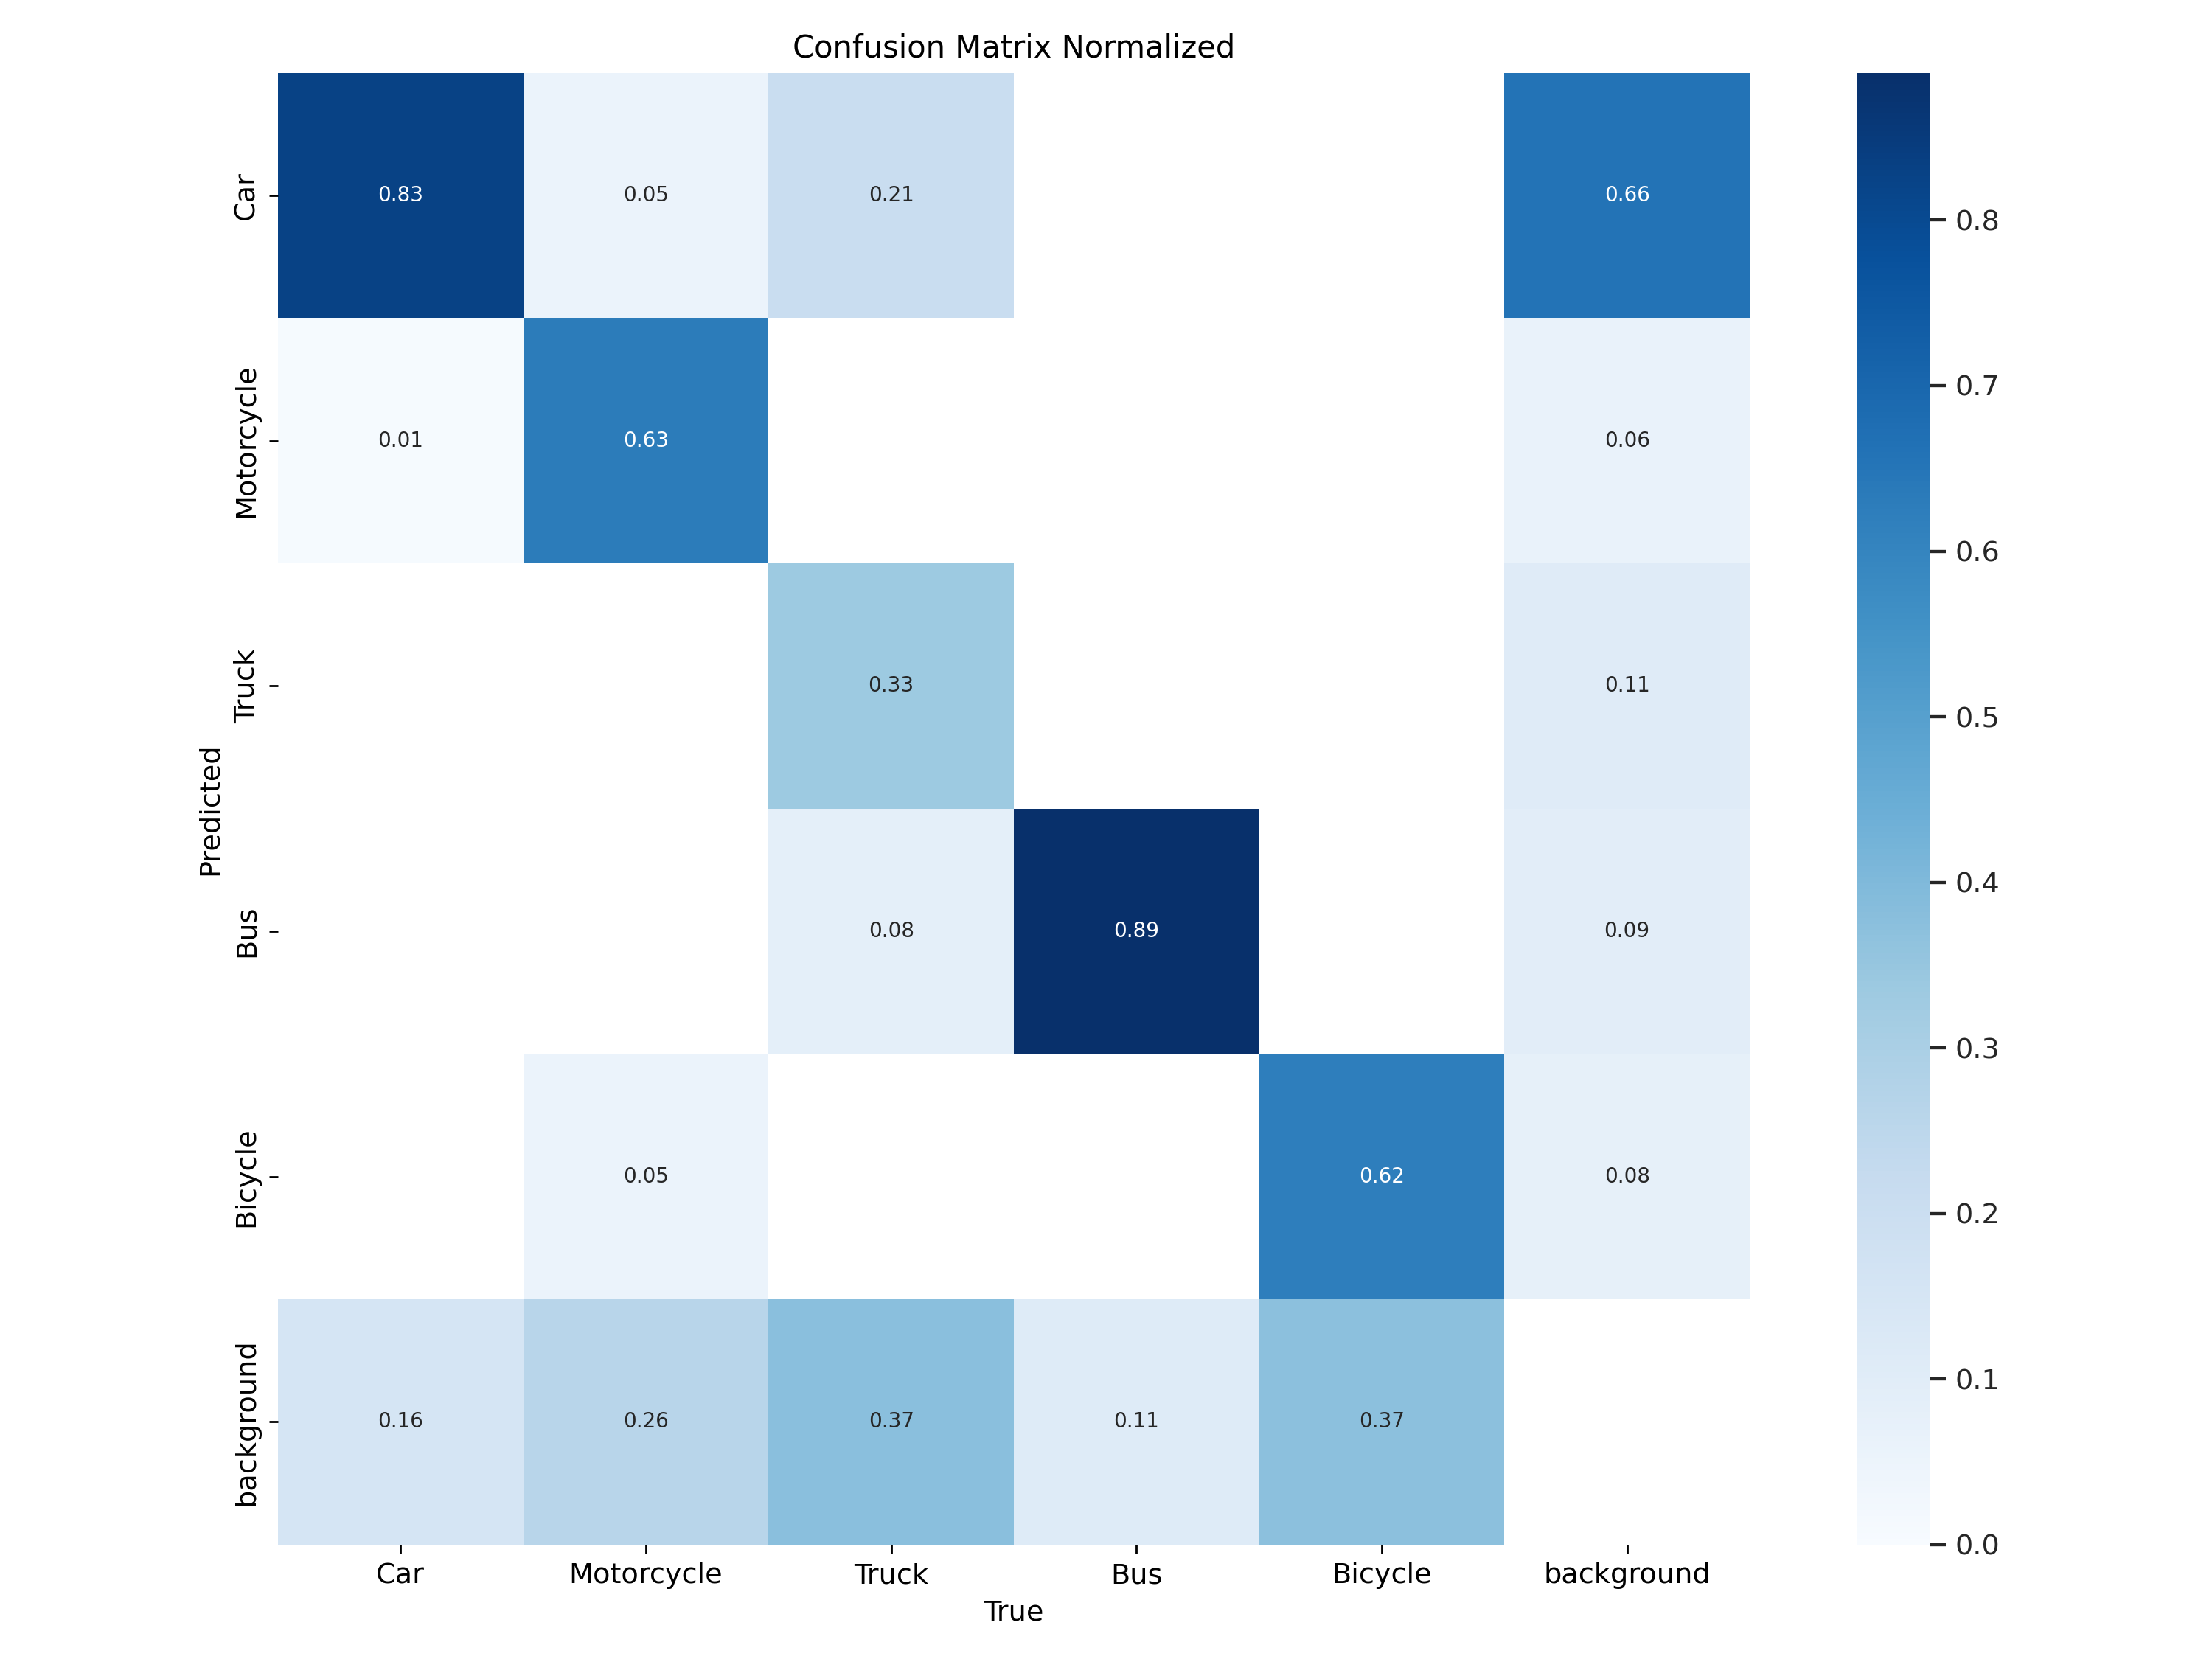 Confusion Matrix Normalized
Car 0.83 0.05 0.21 0.66
Motorcycle 0.01 0.63 0.06
Truck 0.33 0.11
Bus 0.08 0.89 0.09
Bicycle 0.05 0.62 0.08
background 0.16 0.26 0.37 0.11 0.37
Predicted
Car Motorcycle Truck Bus Bicycle background
True
0.8
0.7
0.6
0.5
0.4
0.3
0.2
0.1
0.0